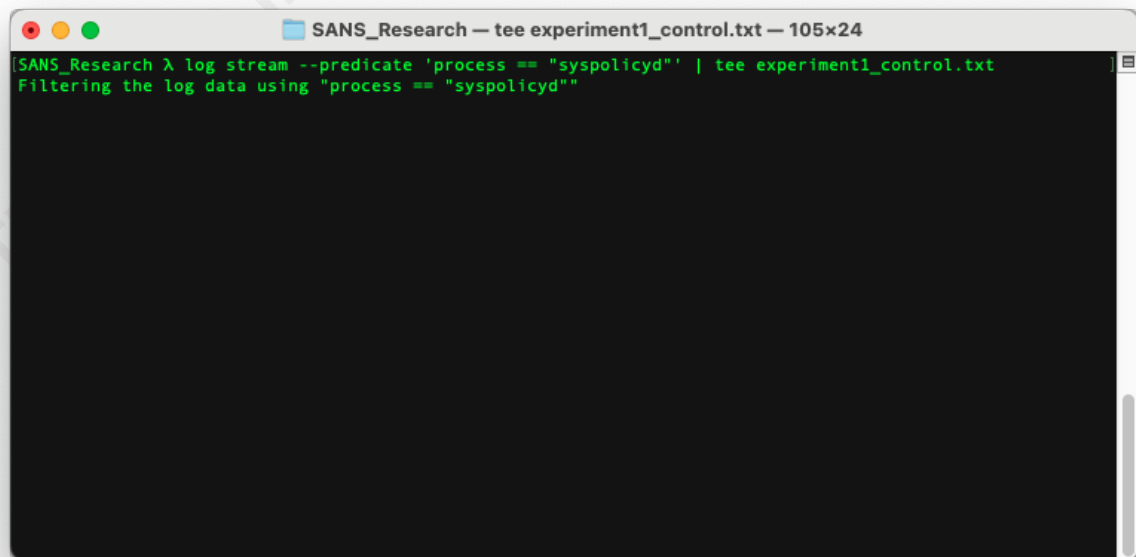 SANS_Research — tee experiment1_control.txt — 105×24
[SANS_Research λ log stream --predicate 'process == "syspolicyd"' | tee experiment1_control.txt ]
Filtering the log data using "process == "syspolicyd""